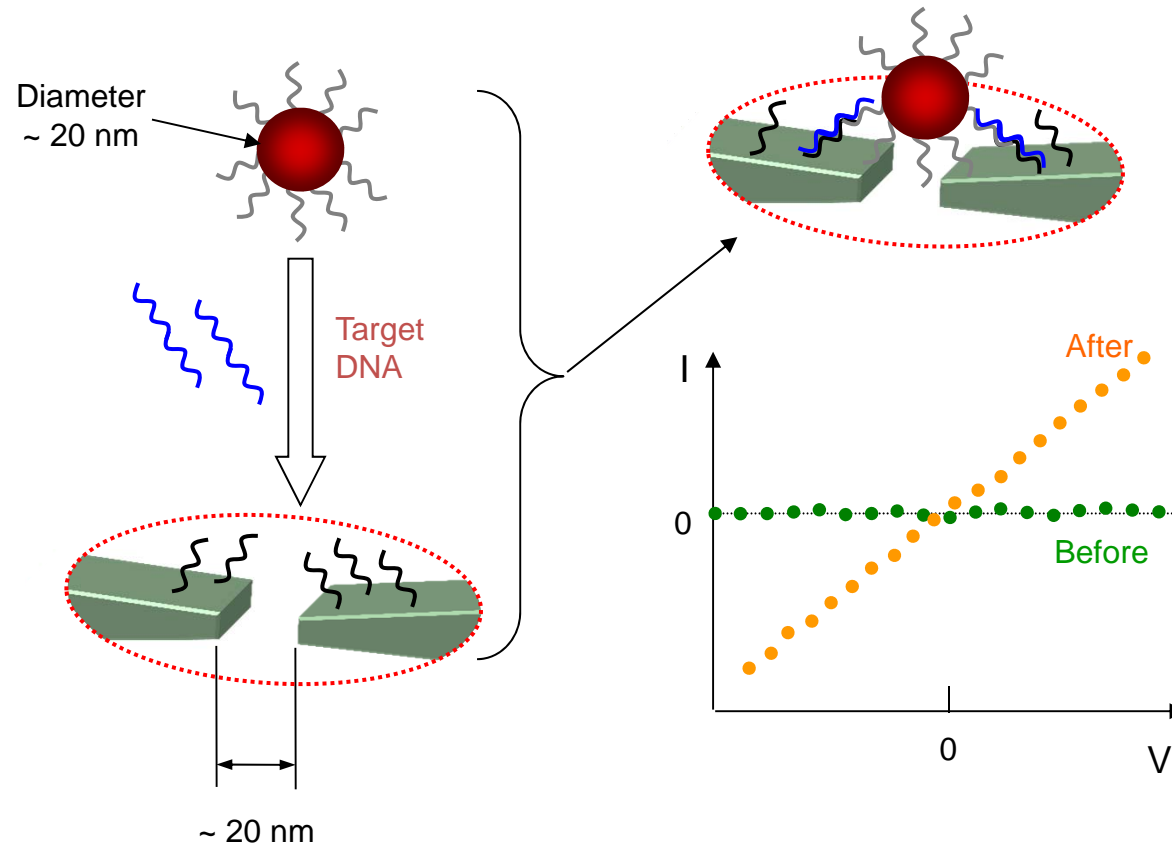 Diameter
~ 20 nm
Target
DNA
~ 20 nm
I
After
0
Before
0
V